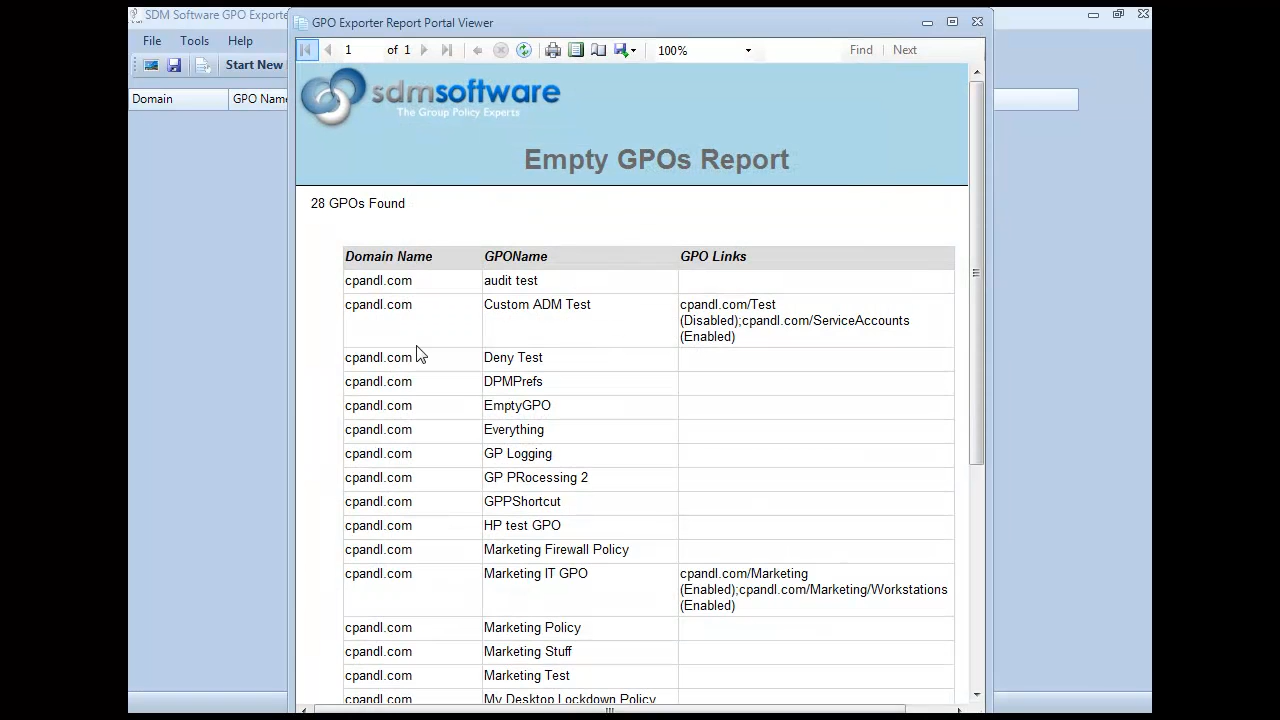 SDM Software GPO Exporter
GPO Exporter Report Portal Viewer
File Tools Help
1 of 1 100% Find Next
Start New
Domain GPO Name
sdmsoftware
The Group Policy Experts
Empty GPOs Report
28 GPOs Found
Domain Name GPOName GPO Links
cpandl.com audit test
cpandl.com Custom ADM Test cpandl.com/Test
(Disabled);cpandl.com/ServiceAccounts
(Enabled)
cpandl.com Deny Test
cpandl.com DPMPrefs
cpandl.com EmptyGPO
cpandl.com Everything
cpandl.com GP Logging
cpandl.com GP PRocessing 2
cpandl.com GPPShortcut
cpandl.com HP test GPO
cpandl.com Marketing Firewall Policy
cpandl.com Marketing IT GPO cpandl.com/Marketing
(Enabled);cpandl.com/Marketing/Workstations
(Enabled)
cpandl.com Marketing Policy
cpandl.com Marketing Stuff
cpandl.com Marketing Test
cpandl.com My Desktop Lockdown Policy